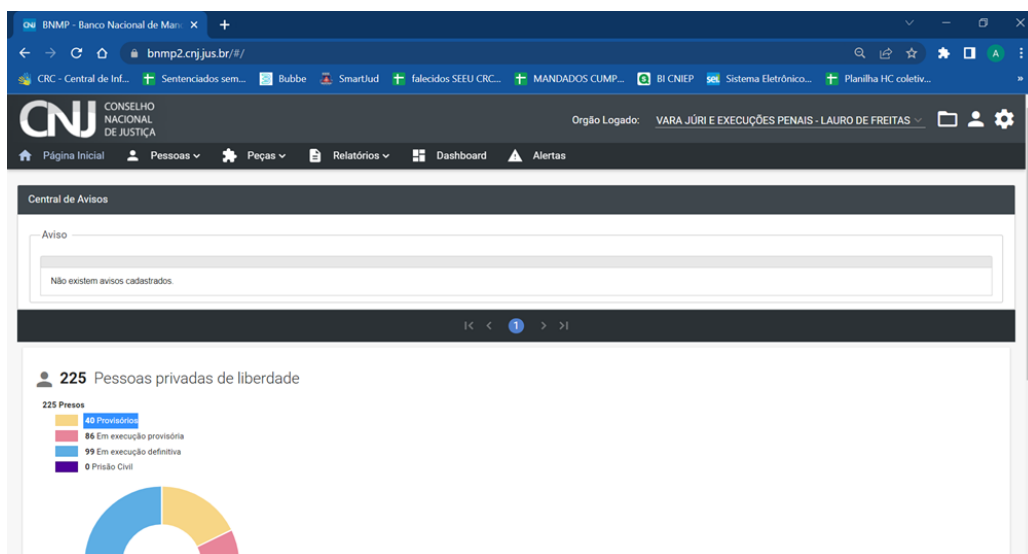 CNJ BNMP - Banco Nacional de Man
bnmp2.cnj.jus.br/#/
A
CRC - Central de Inf... Sentenciados sem... Bubbe SmartJud falecidos SEEU CRC... MANDADOS CUMP... BI CNIEP seeu Sistema Eletrônico... Planilha HC coletiv... »
CNJ CONSELHO
NACIONAL
DE JUSTIÇA
Orgão Logado: VARA JÚRI E EXECUÇÕES PENAIS - LAURO DE FREITAS
Página Inicial Pessoas Peças Relatórios Dashboard Alertas
Central de Avisos
Aviso
Não existem avisos cadastrados.
1
225 Pessoas privadas de liberdade
225 Presos
40 Provisórios
86 Em execução provisória
99 Em execução definitiva
0 Prisão Civil